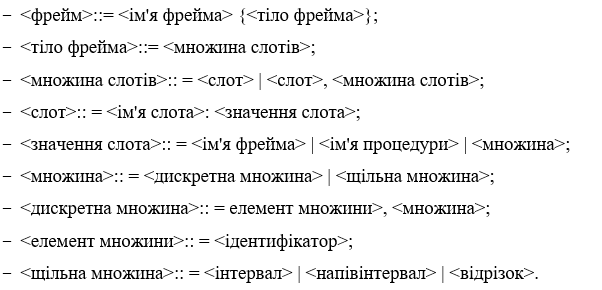 – <фрейм>::= <ім'я фрейма> {<тіло фрейма>};
– <тіло фрейма>::= <множина слотів>;
– <множина слотів>:: = <слот> | <слот>, <множина слотів>;
– <слот>:: = <ім'я слота>: <значення слота>;
– <значення слота>:: = <ім'я фрейма> | <ім'я процедури> | <множина>;
– <множина>:: = <дискретна множина> | <щільна множина>;
– <дискретна множина>:: = елемент множини>, <множина>;
– <елемент множини>:: = <ідентифікатор>;
– <щільна множина>:: = <інтервал> | <напівінтервал> | <відрізок>.